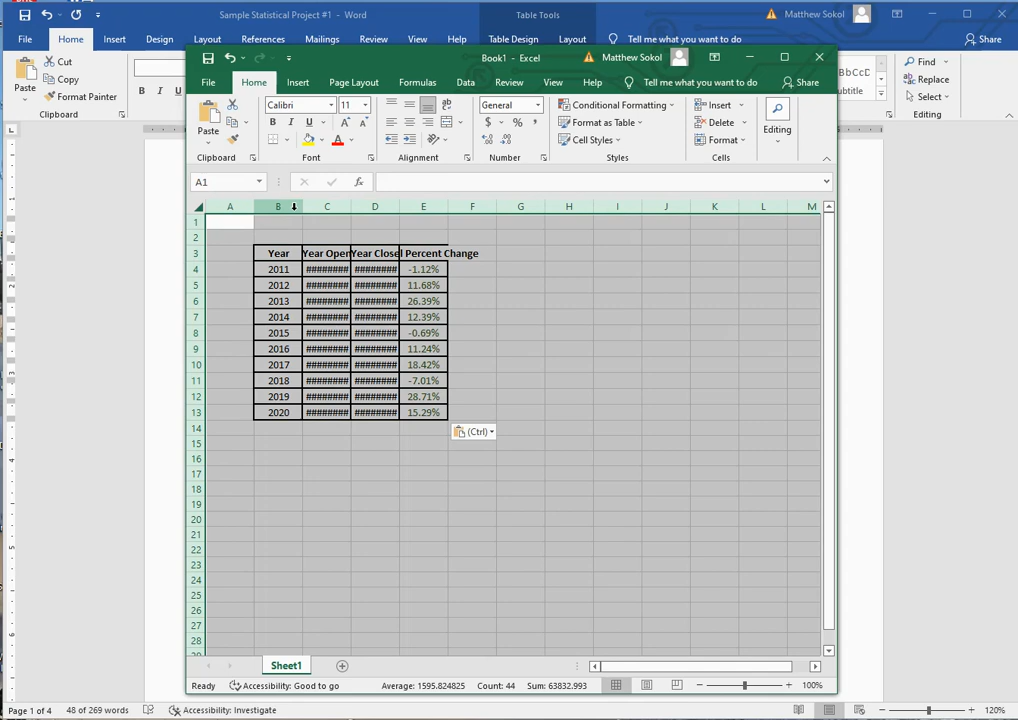 Sample Statistical Project #1 - Word
Table Tools
Matthew Sokol
File Home Insert Design Layout References Mailings Review View Help Table Design Layout Tell me what you want to do Share
Cut
Copy
Format Painter
Paste
Clipboard
B I U
BbCcD
Find
Replace
Select
Book1 - Excel
Matthew Sokol
File Home Insert Page Layout Formulas Data Review View Tell me what you want to do Share
Paste
Calibri 11
B I U
General
$ % ,
Conditional Formatting
Format as Table
Cell Styles
Insert
Delete
Format
Editing
Clipboard Font Alignment Number Styles Cells
A1 fx
A B C D E F G H I J K L M
1
2
3 Year Year Open Year Close l Percent Change
4 2011 ######## ######## -1.12%
5 2012 ######## ######## 11.68%
6 2013 ######## ######## 26.39%
7 2014 ######## ######## 12.39%
8 2015 ######## ######## -0.69%
9 2016 ######## ######## 11.24%
10 2017 ######## ######## 18.42%
11 2018 ######## ######## -7.01%
12 2019 ######## ######## 28.71%
13 2020 ######## ######## 15.29%
14 (Ctrl)
15
16
17
18
19
20
21
22
23
24
25
26
27
28
Sheet1
Ready Accessibility: Good to go Average: 1595.824825 Count: 44 Sum: 63832.993 100%
Page 1 of 4 48 of 269 words Accessibility: Investigate 120%